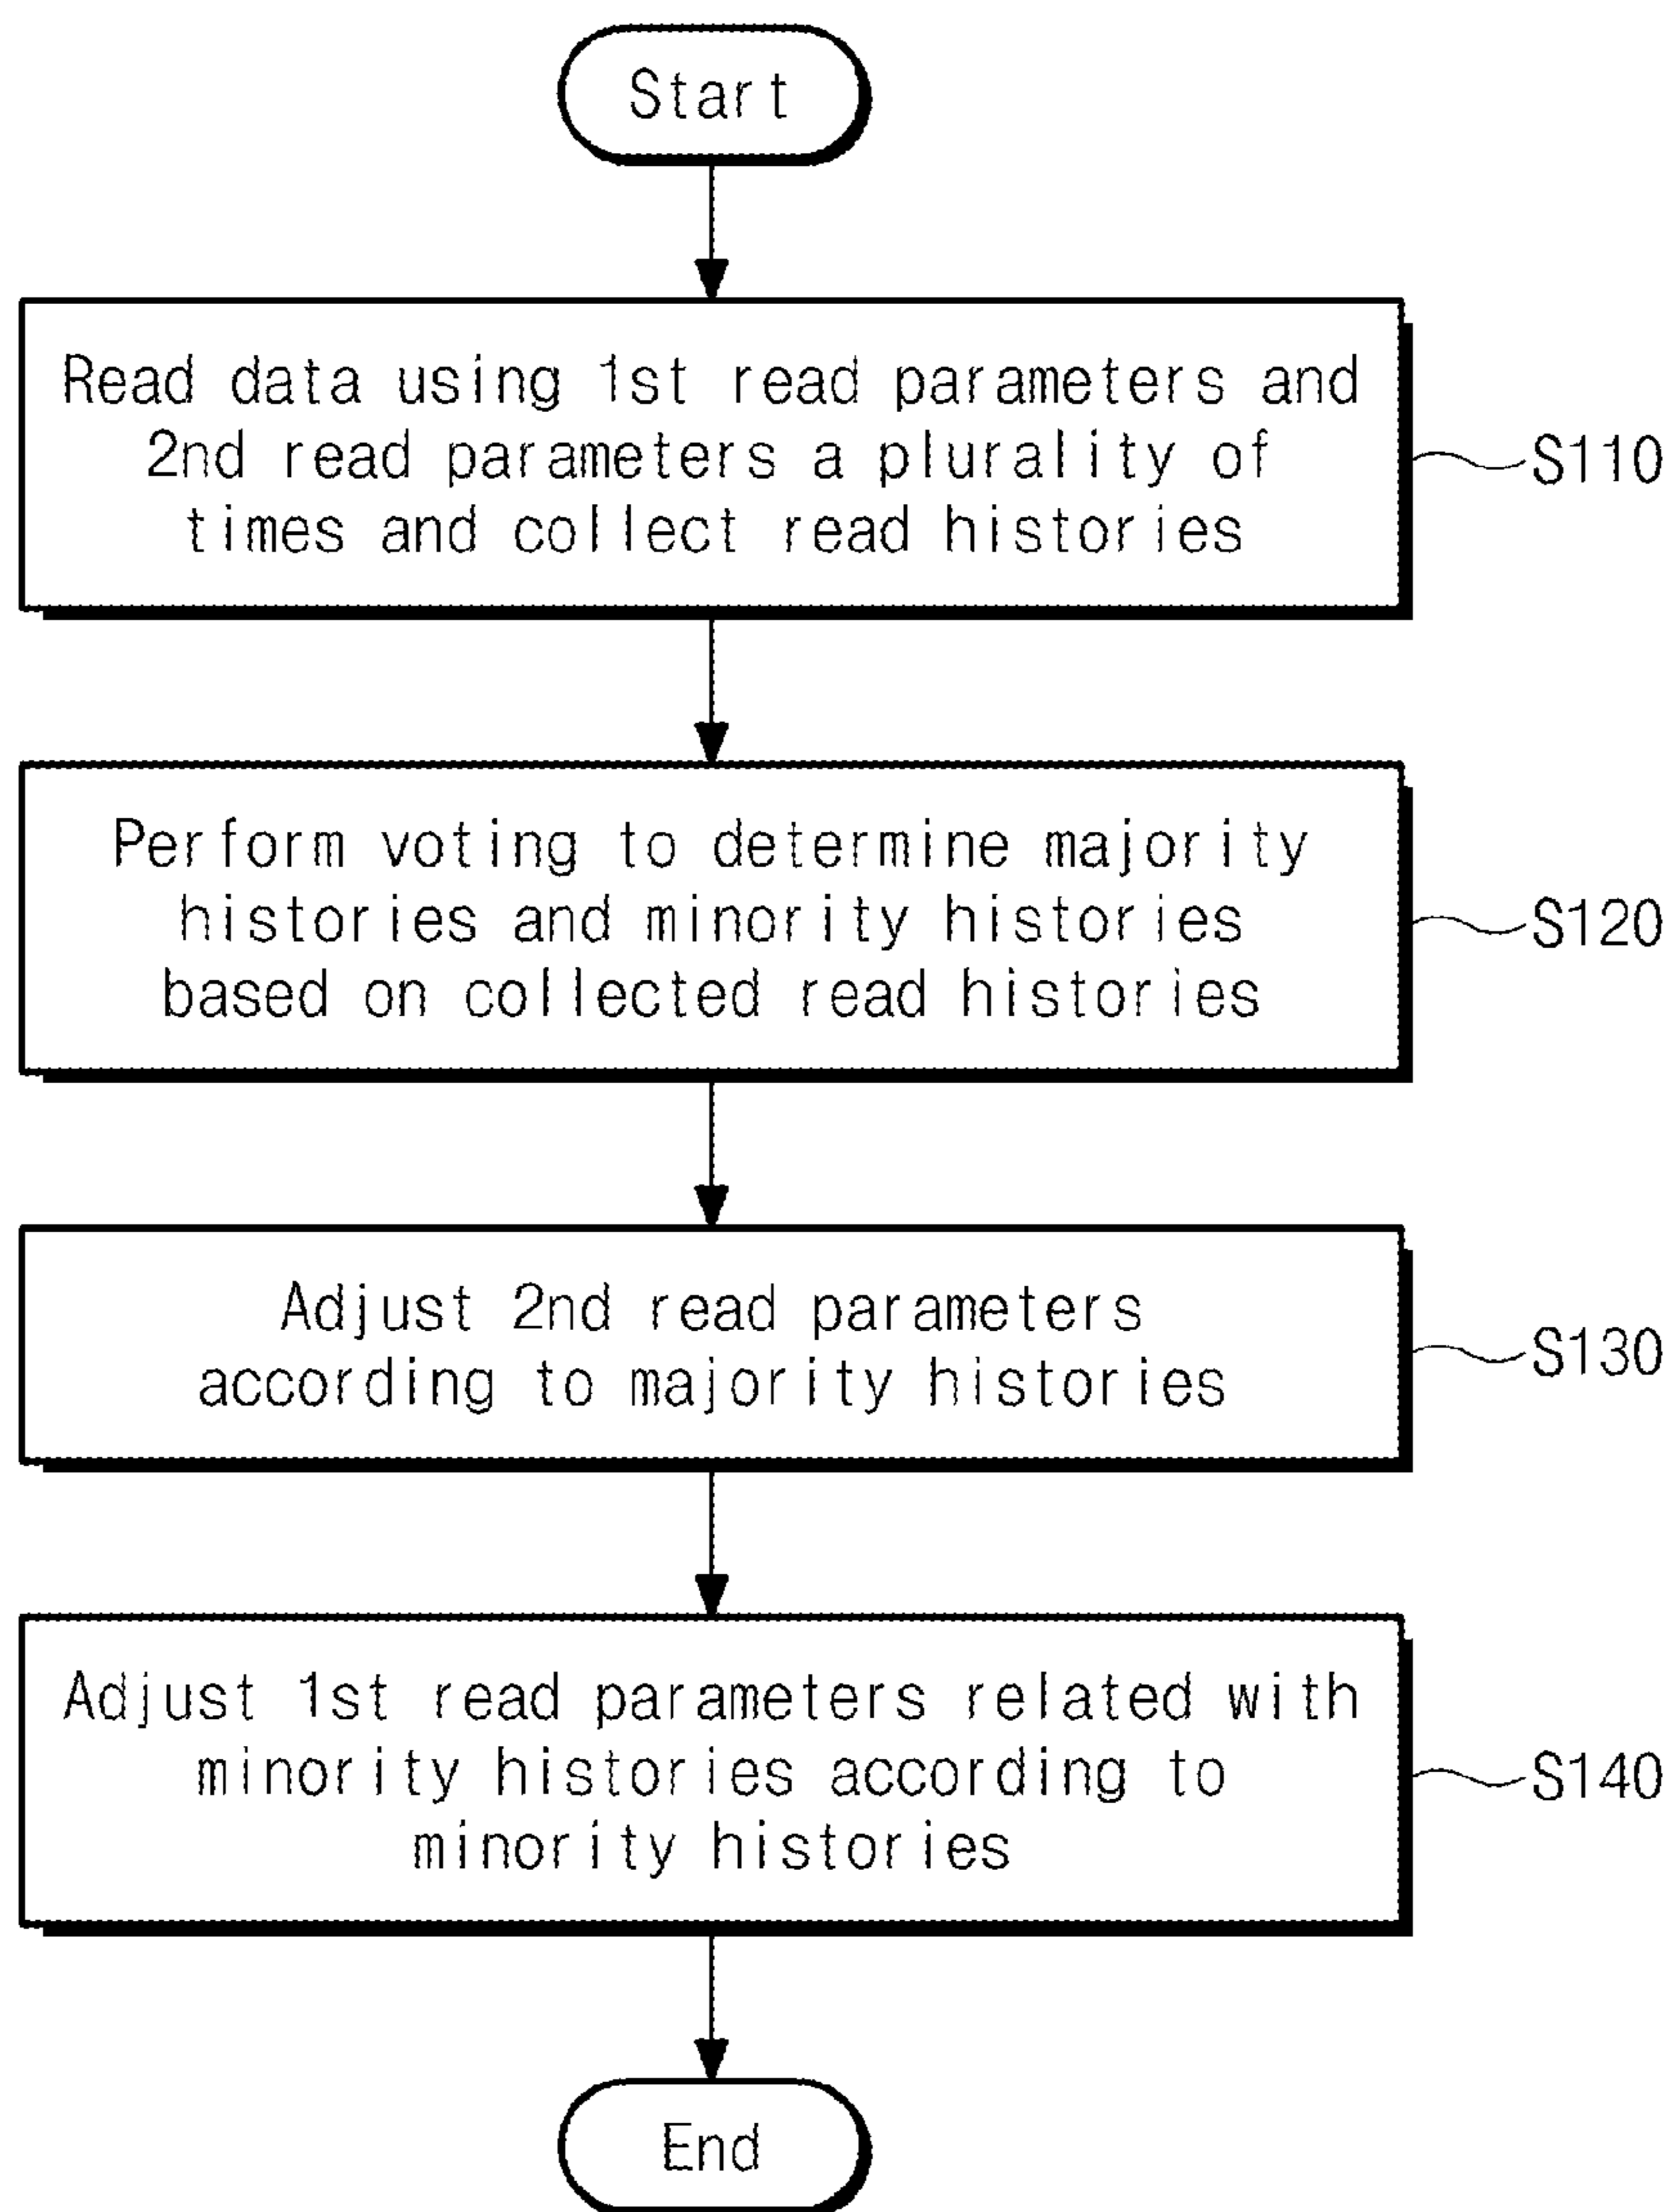 Start
Read data using 1st read parameters and
2nd read parameters a plurality of
times and collect read histories
S110
Perform voting to determine majority
histories and minority histories
based on collected read histories
S120
Adjust 2nd read parameters
according to majority histories
S130
Adjust 1st read parameters related with
minority histories according to
minority histories
S140
End